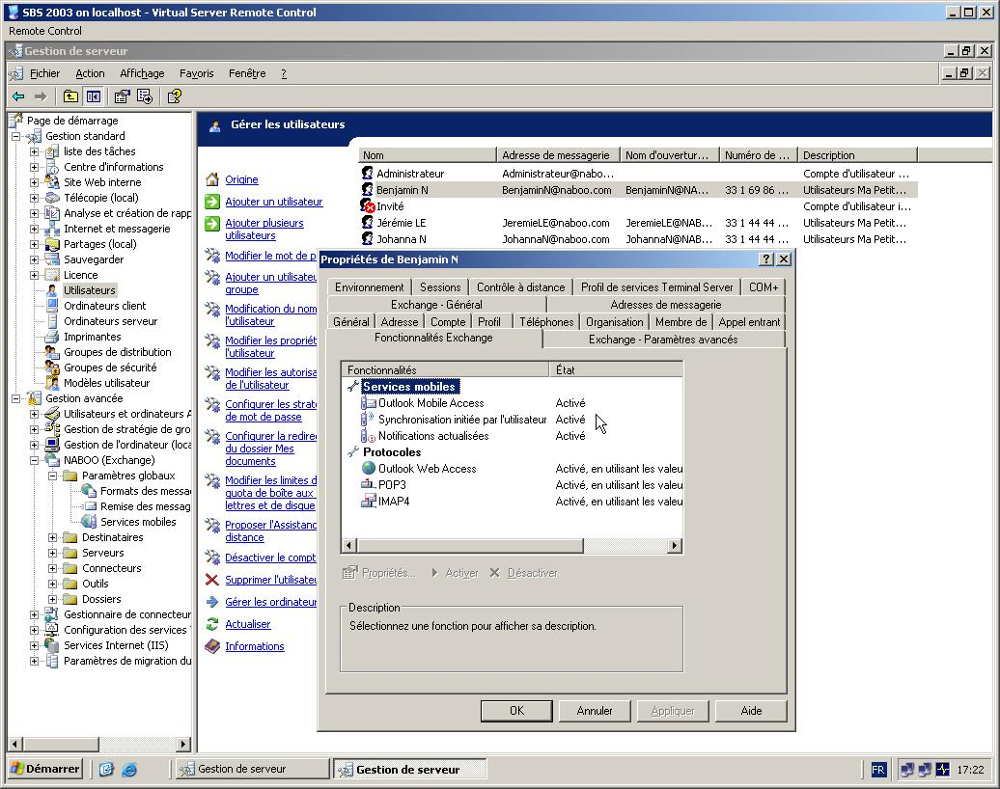 SBS 2003 on localhost - Virtual Server Remote Control
Remote Control
Gestion de serveur
Fichier Action Affichage Favoris Fenêtre ?
Page de démarrage
Gestion standard
liste des tâches
Centre d'informations
Site Web interne
Télécopie (local)
Analyse et création de rapp
Internet et messagerie
Partages (local)
Sauvegarder
Licence
Utilisateurs
Ordinateurs client
Ordinateurs serveur
Imprimantes
Groupes de distribution
Groupes de sécurité
Modèles utilisateur
Gestion avancée
Utilisateurs et ordinateurs A
Gestion de stratégie de gro
Gestion de l'ordinateur (loca
NABOO (Exchange)
Paramètres globaux
Formats des messa
Remise des messag
Services mobiles
Destinataires
Serveurs
Connecteurs
Outils
Dossiers
Gestionnaire de connecteur
Configuration des services
Services Internet (IIS)
Paramètres de migration du
Gérer les utilisateurs
Origine
Ajouter un utilisateur
Ajouter plusieurs
utilisateurs
Modifier le mot de p
Ajouter un utilisateu
groupe
Modification du nom
l'utilisateur
Modifier les propriét
l'utilisateur
Modifier les autorisa
de l'utilisateur
Configurer les strate
de mot de passe
Configurer la redire
du dossier Mes
documents
Modifier les limites d
quota de boîte aux
lettres et de disque
Proposer l'Assistanc
distance
Désactiver le compt
Supprimer l'utilisateu
Gérer les ordinateur
Actualiser
Informations
Nom Adresse de messagerie Nom d'ouvertur... Numéro de ... Description
Administrateur Administrateur@nabo... Compte d'utilisateur ...
Benjamin N BenjaminN@naboo.com BenjaminN@NA... 33 1 69 86 ... Utilisateurs Ma Petit...
Invité Compte d'utilisateur i...
Jérémie LE JeremieLE@naboo.com JeremieLE@NAB... 33 1 44 44 ... Utilisateurs Ma Petit...
Johanna N JohannaN@naboo.com JohannaN@NAB... 33 1 44 44 ... Utilisateurs Ma Petit...
Propriétés de Benjamin N
Environnement Sessions Contrôle à distance Profil de services Terminal Server COM+
Exchange - Général Adresses de messagerie
Général Adresse Compte Profil Téléphones Organisation Membre de Appel entrant
Fonctionnalités Exchange Exchange - Paramètres avancés
Fonctionnalités État
Services mobiles
Outlook Mobile Access Activé
Synchronisation initiée par l'utilisateur Activé
Notifications actualisées Activé
Protocoles
Outlook Web Access Activé, en utilisant les valeu
POP3 Activé, en utilisant les valeu
IMAP4 Activé, en utilisant les valeu
Propriétés... Activer Désactiver
Description
Sélectionnez une fonction pour afficher sa description.
OK Annuler Appliquer Aide
Démarrer Gestion de serveur Gestion de serveur FR 17:22